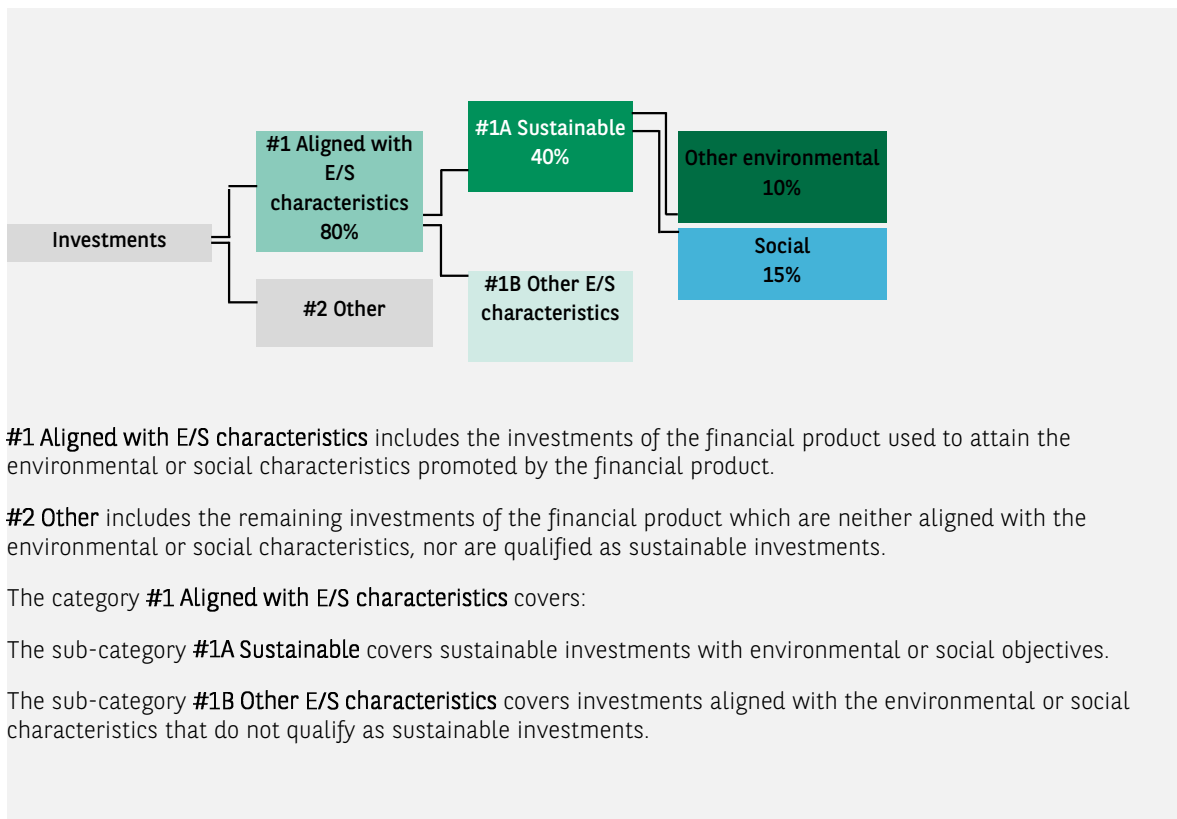 #1A Sustainable
40%
#1 Aligned with
E/S
characteristics
80%
Other environmental
10%
Investments
Social
15%
#2 Other
#1B Other E/S
characteristics
#1 Aligned with E/S characteristics includes the investments of the financial product used to attain the
environmental or social characteristics promoted by the financial product.
#2 Other includes the remaining investments of the financial product which are neither aligned with the
environmental or social characteristics, nor are qualified as sustainable investments.
The category #1 Aligned with E/S characteristics covers:
The sub-category #1A Sustainable covers sustainable investments with environmental or social objectives.
The sub-category #1B Other E/S characteristics covers investments aligned with the environmental or social
characteristics that do not qualify as sustainable investments.